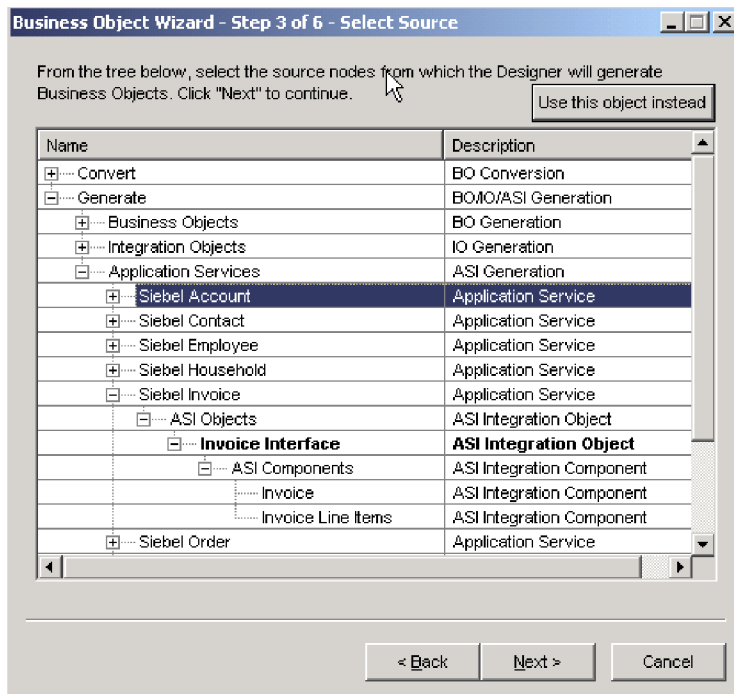 Business Object Wizard - Step 3 of 6 - Select Source
From the tree below, select the source nodes from which the Designer will generate
Business Objects. Click "Next" to continue.
Use this object instead
Name Description
Convert BO Conversion
Generate BO/IO/ASI Generation
Business Objects BO Generation
Integration Objects IO Generation
Application Services ASI Generation
Siebel Account Application Service
Siebel Contact Application Service
Siebel Employee Application Service
Siebel Household Application Service
Siebel Invoice Application Service
ASI Objects ASI Integration Object
Invoice Interface ASI Integration Object
ASI Components ASI Integration Component
Invoice ASI Integration Component
Invoice Line Items ASI Integration Component
Siebel Order Application Service
< Back Next > Cancel